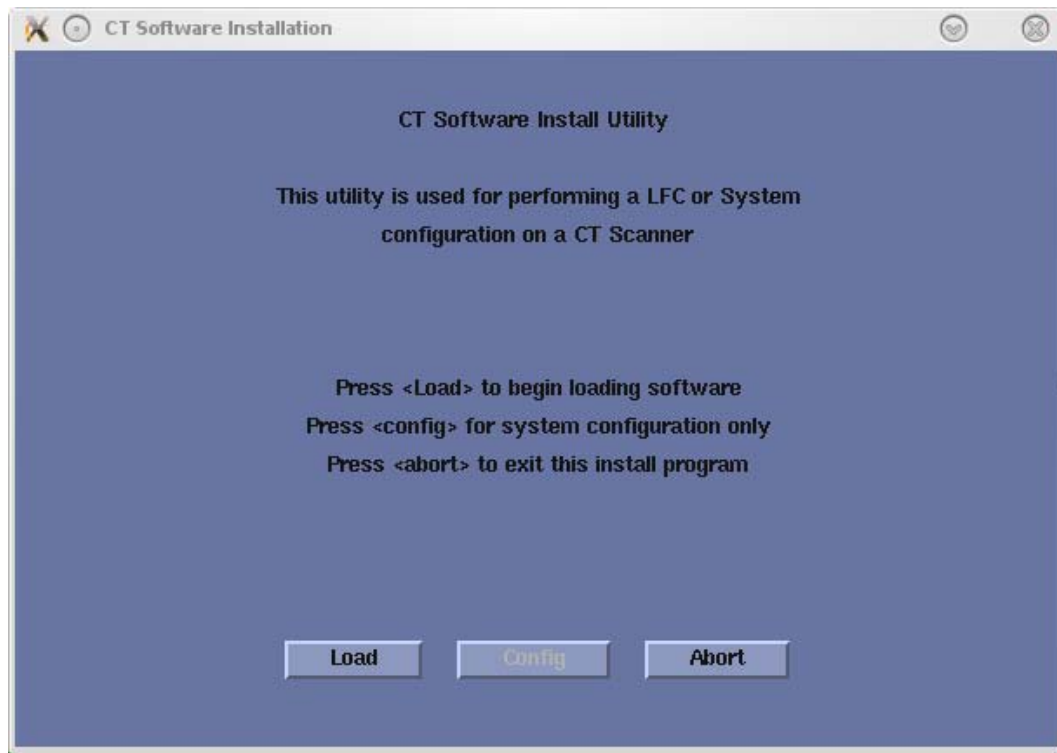 CT Software Installation
CT Software Install Utility
This utility is used for performing a LFC or System
configuration on a CT Scanner
Press <Load> to begin loading software
Press <config> for system configuration only
Press <abort> to exit this install program
Load Config Abort